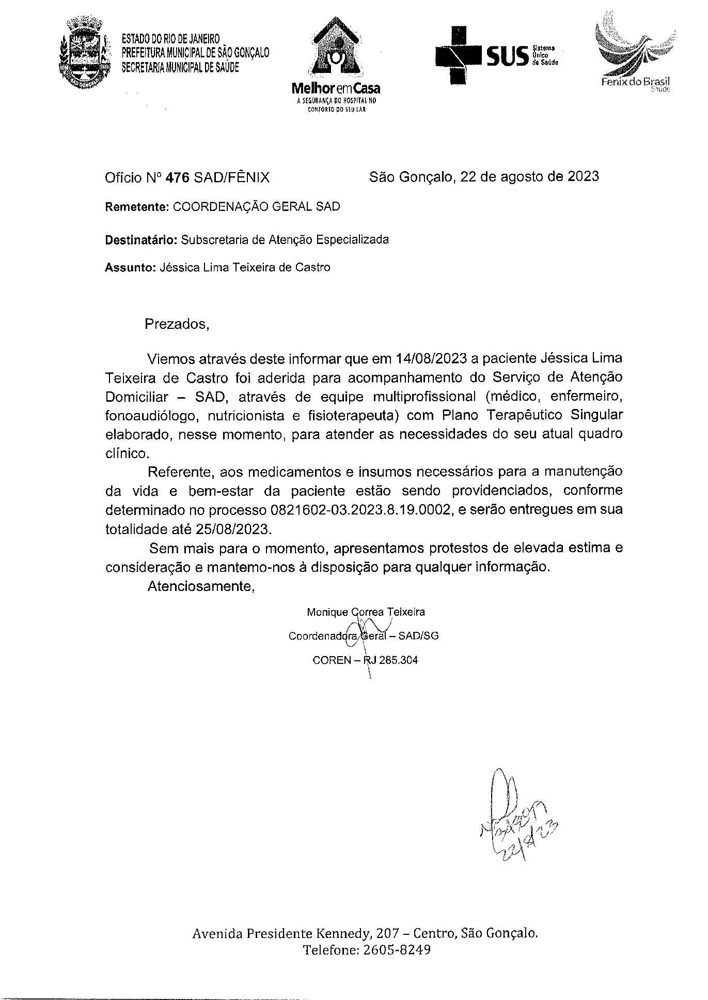 ESTADO DO RIO DE JANEIRO
PREFEITURA MUNICIPAL DE SÃO GONÇALO
SECRETARIA MUNICIPAL DE SAÚDE
SÃO GONÇALO
MelhoremCasa
A SEGURANÇA DO HOSPITAL NO
CONFORTO DO SEU LAR
SUS
Sistema
Único
de Saúde
Fenix do Brasil
Saúde
Ofício Nº 476 SAD/FÊNIX São Gonçalo, 22 de agosto de 2023
Remetente: COORDENAÇÃO GERAL SAD
Destinatário: Subscretaria de Atenção Especializada
Assunto: Jéssica Lima Teixeira de Castro
Prezados,
Viemos através deste informar que em 14/08/2023 a paciente Jéssica Lima
Teixeira de Castro foi aderida para acompanhamento do Serviço de Atenção
Domiciliar – SAD, através de equipe multiprofissional (médico, enfermeiro,
fonoaudiólogo, nutricionista e fisioterapeuta) com Plano Terapêutico Singular
elaborado, nesse momento, para atender as necessidades do seu atual quadro
clínico.
Referente, aos medicamentos e insumos necessários para a manutenção
da vida e bem-estar da paciente estão sendo providenciados, conforme
determinado no processo 0821602-03.2023.8.19.0002, e serão entregues em sua
totalidade até 25/08/2023.
Sem mais para o momento, apresentamos protestos de elevada estima e
consideração e mantemo-nos à disposição para qualquer informação.
Atenciosamente,
Monique Correa Teixeira
Coordenadora Geral – SAD/SG
COREN – RJ 285.304
22/8/23
Avenida Presidente Kennedy, 207 – Centro, São Gonçalo.
Telefone: 2605-8249